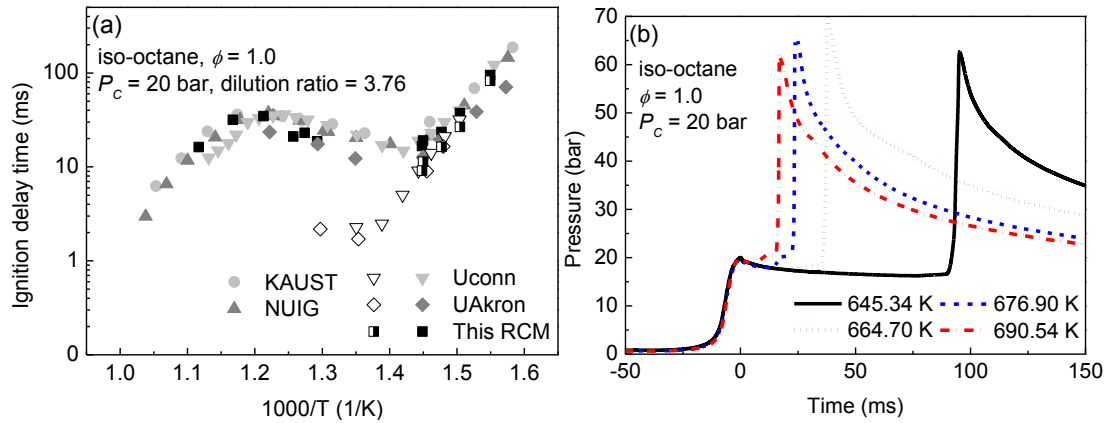 (a)
iso-octane, ϕ = 1.0
P_C = 20 bar, dilution ratio = 3.76
Ignition delay time (ms)
100
10
1
0
KAUST
NUIG
Uconn
UAkron
This RCM
1.0 1.1 1.2 1.3 1.4 1.5 1.6
1000/T (1/K)
(b)
iso-octane
ϕ = 1.0
P_C = 20 bar
Pressure (bar)
70
60
50
40
30
20
10
0
645.34 K
676.90 K
664.70 K
690.54 K
-50 0 50 100 150
Time (ms)